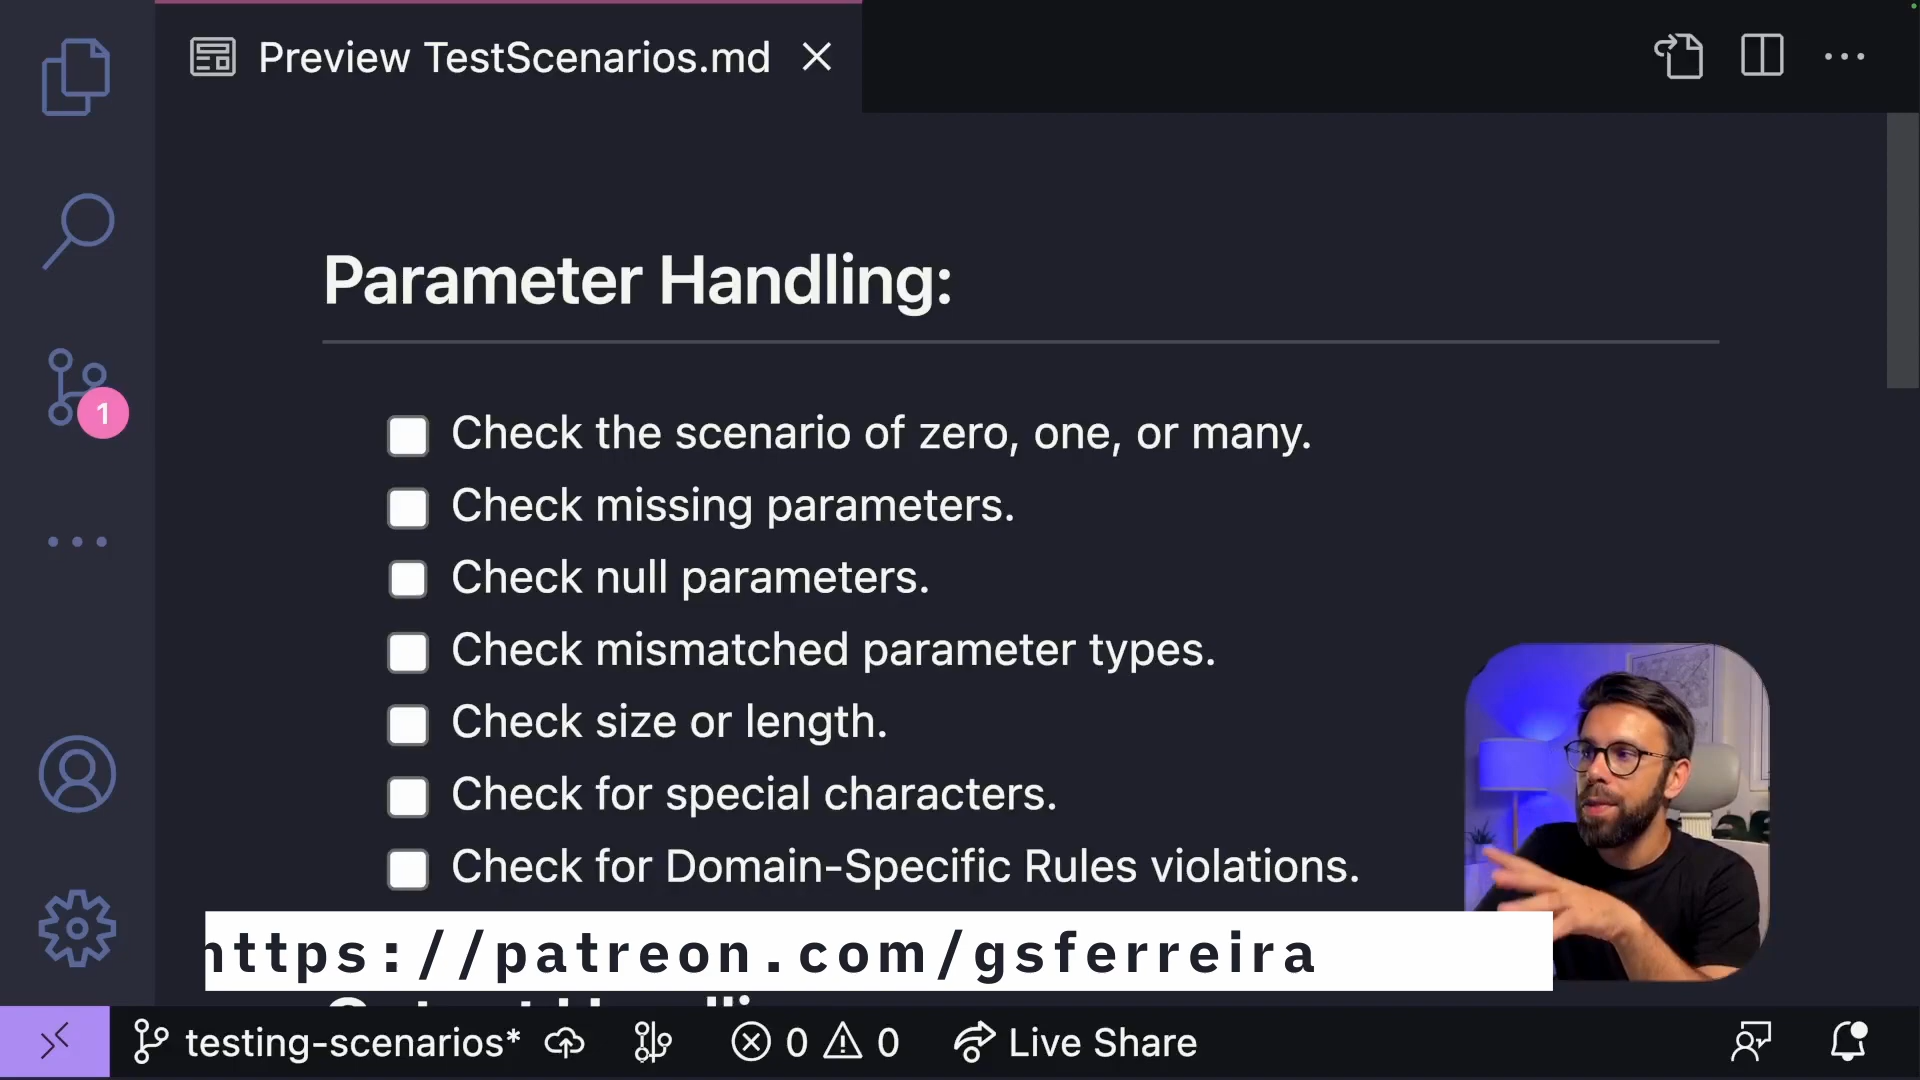 Preview TestScenarios.md
Parameter Handling:
1
Check the scenario of zero, one, or many.
Check missing parameters.
Check null parameters.
Check mismatched parameter types.
Check size or length.
Check for special characters.
Check for Domain-Specific Rules violations.
https://patreon.com/gsferreira
testing-scenarios* 0 0 Live Share